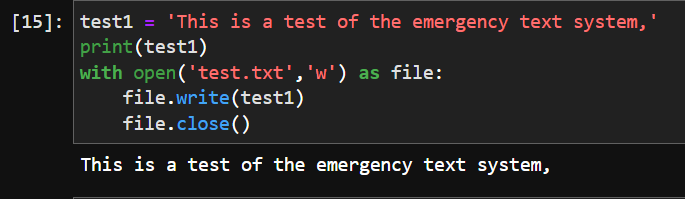 [15]: test1 = 'This is a test of the emergency text system,'
print(test1)
with open('test.txt','w') as file:
    file.write(test1)
    file.close()
This is a test of the emergency text system,